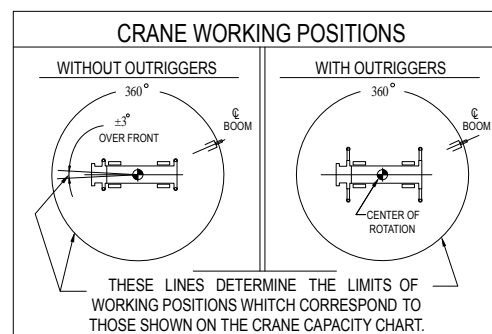 CRANE WORKING POSITIONS
WITHOUT OUTRIGGERS
360°
±3°
OVER FRONT
℄
BOOM
WITH OUTRIGGERS
360°
℄
BOOM
CENTER OF
ROTATION
THESE LINES DETERMINE THE LIMITS OF
WORKING POSITIONS WHITCH CORRESPOND TO
THOSE SHOWN ON THE CRANE CAPACITY CHART.